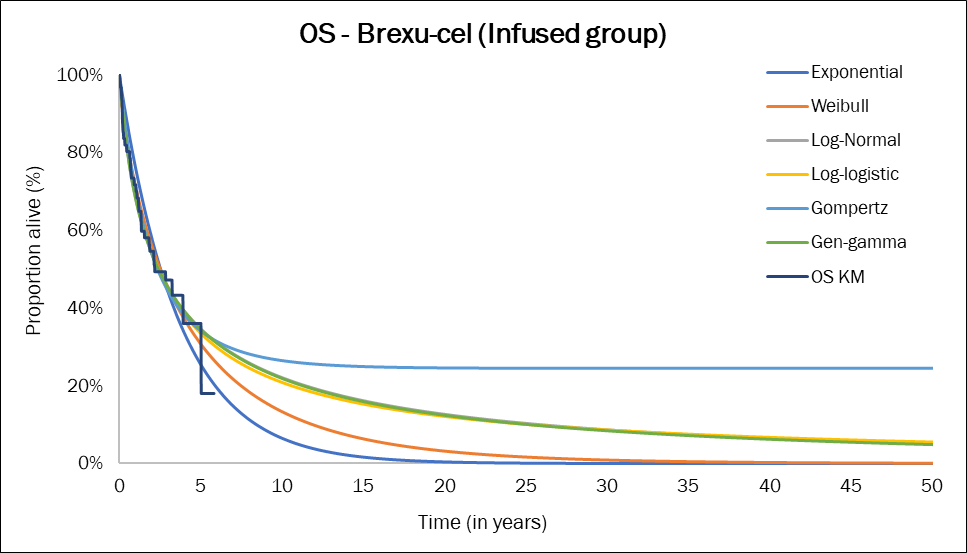 OS - Brexu-cel (Infused group)
Proportion alive (%)
100%
80%
60%
40%
20%
0%
0 5 10 15 20 25 30 35 40 45 50
Time (in years)
Exponential
Weibull
Log-Normal
Log-logistic
Gompertz
Gen-gamma
OS KM